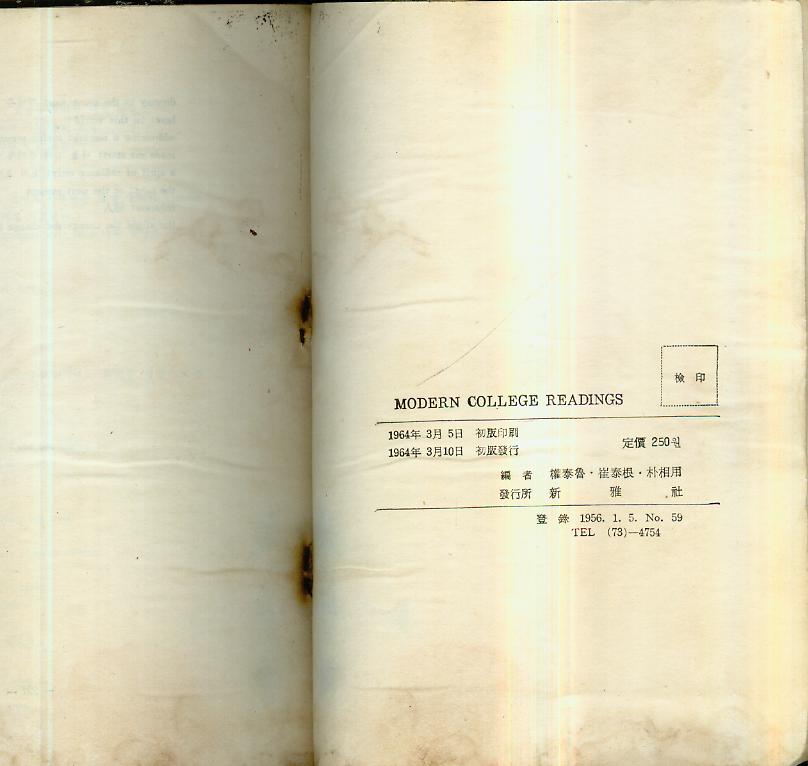 檢 印
MODERN COLLEGE READINGS
1964年 3月 5日 初版印刷
1964年 3月10日 初版發行
定價 250원
編 者 權泰魯・崔泰根・朴相用
發行所 新 雅 社
登 錄 1956. 1. 5. No. 59
TEL (73)—4754